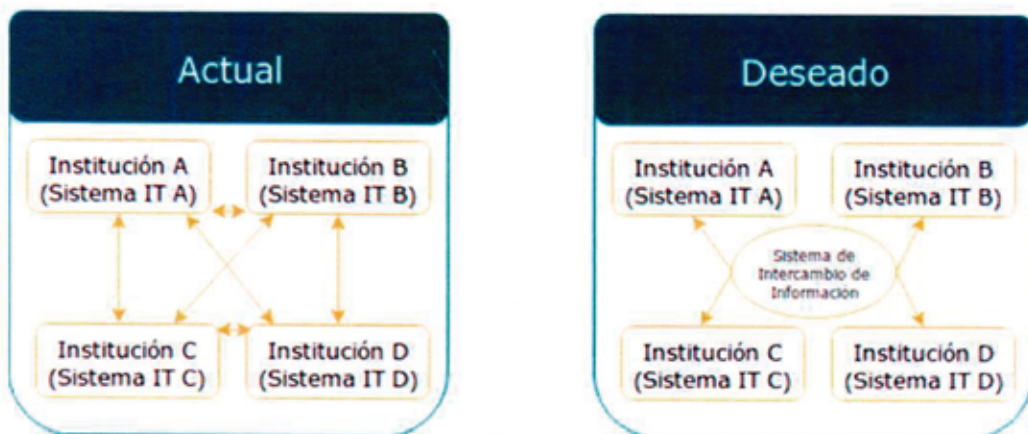 Actual
Institución A
(Sistema IT A)
Institución B
(Sistema IT B)
Institución C
(Sistema IT C)
Institución D
(Sistema IT D)
Deseado
Institución A
(Sistema IT A)
Institución B
(Sistema IT B)
Sistema de
Intercambio de
Información
Institución C
(Sistema IT C)
Institución D
(Sistema IT D)